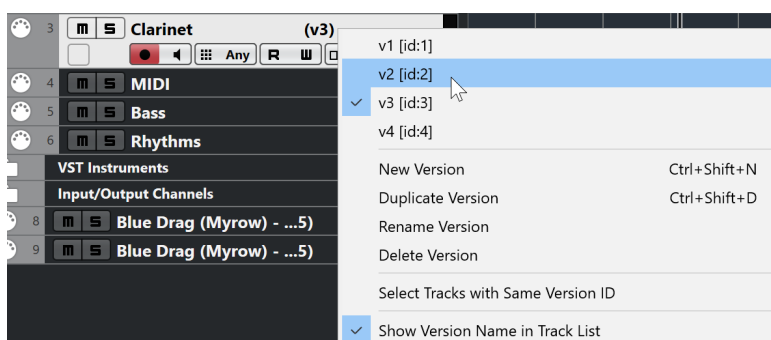 3 m S Clarinet (v3)
Any R W
4 m S MIDI
5 m S Bass
6 m S Rhythms
VST Instruments
Input/Output Channels
8 m S Blue Drag (Myrow) - ...5)
9 m S Blue Drag (Myrow) - ...5)
v1 [id:1]
v2 [id:2]
v3 [id:3]
v4 [id:4]
New Version Ctrl+Shift+N
Duplicate Version Ctrl+Shift+D
Rename Version
Delete Version
Select Tracks with Same Version ID
Show Version Name in Track List